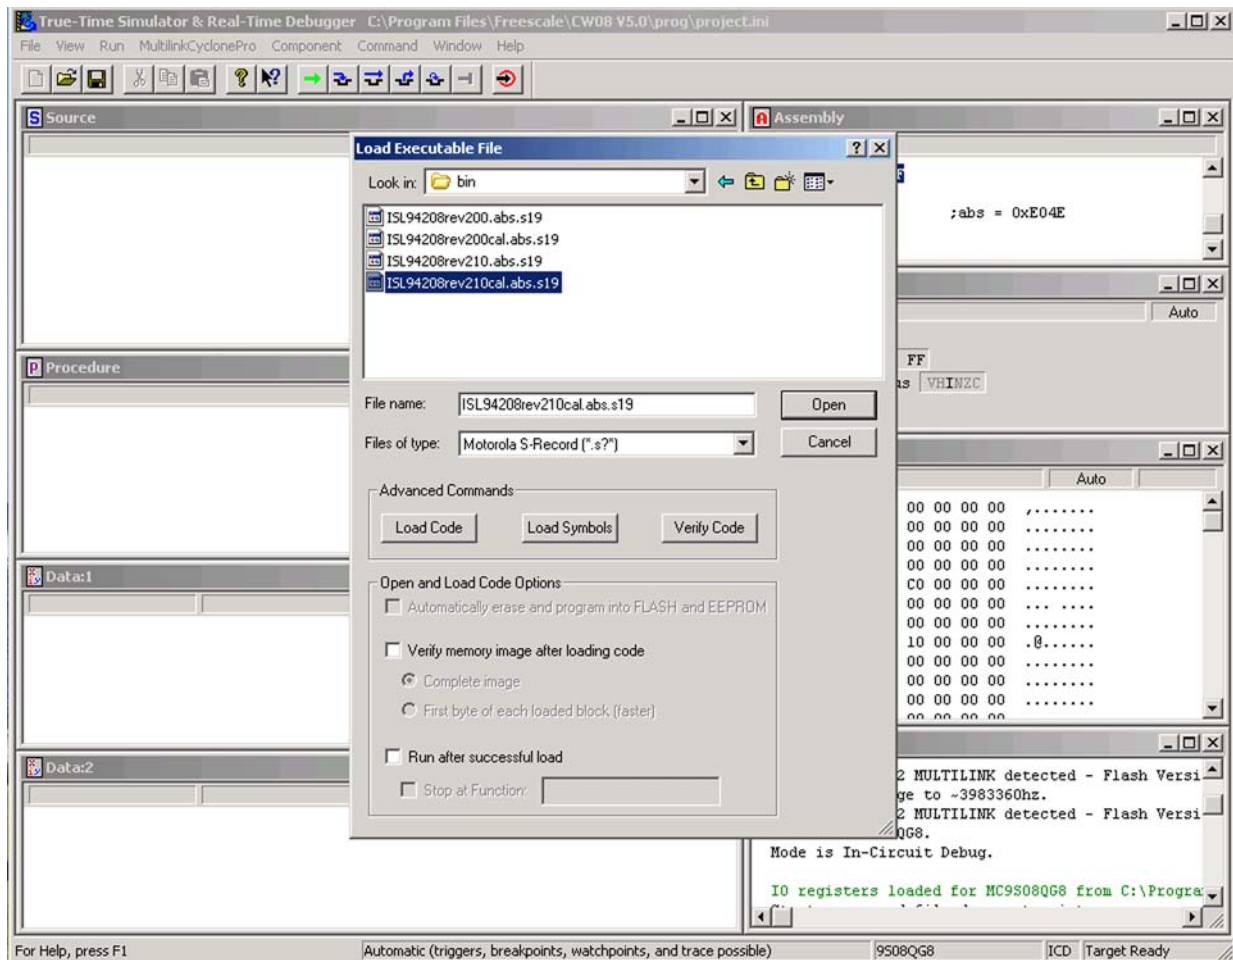 True-Time Simulator & Real-Time Debugger C:\Program Files\Freescale\CW08 V5.0\prog\project.ini
File View Run MultilinkCyclonePro Component Command Window Help
Source
Assembly
;abs = 0xE04E
Auto
FF
VHINZC
Procedure
Data:1
Data:2
Load Executable File
Look in: bin
ISL94208rev200.abs.s19
ISL94208rev200cal.abs.s19
ISL94208rev210.abs.s19
ISL94208rev210cal.abs.s19
File name: ISL94208rev210cal.abs.s19 Open
Files of type: Motorola S-Record (*.s?*) Cancel
Advanced Commands
Load Code Load Symbols Verify Code
Open and Load Code Options
Automatically erase and program into FLASH and EEPROM
Verify memory image after loading code
Complete image
First byte of each loaded block (faster)
Run after successful load
Stop at Function:
Auto
00 00 00 00 ,.......
00 00 00 00 ........
00 00 00 00 ........
00 00 00 00 ........
C0 00 00 00 ........
00 00 00 00 ... ....
00 00 00 00 ........
10 00 00 00 .@......
00 00 00 00 ........
00 00 00 00 ........
00 00 00 00 ........
00 00 00 00
2 MULTILINK detected - Flash Versi
ge to ~3983360hz.
2 MULTILINK detected - Flash Versi
QG8.
Mode is In-Circuit Debug.
IO registers loaded for MC9S08QG8 from C:\Progra
For Help, press F1 Automatic (triggers, breakpoints, watchpoints, and trace possible) 9S08QG8 ICD Target Ready